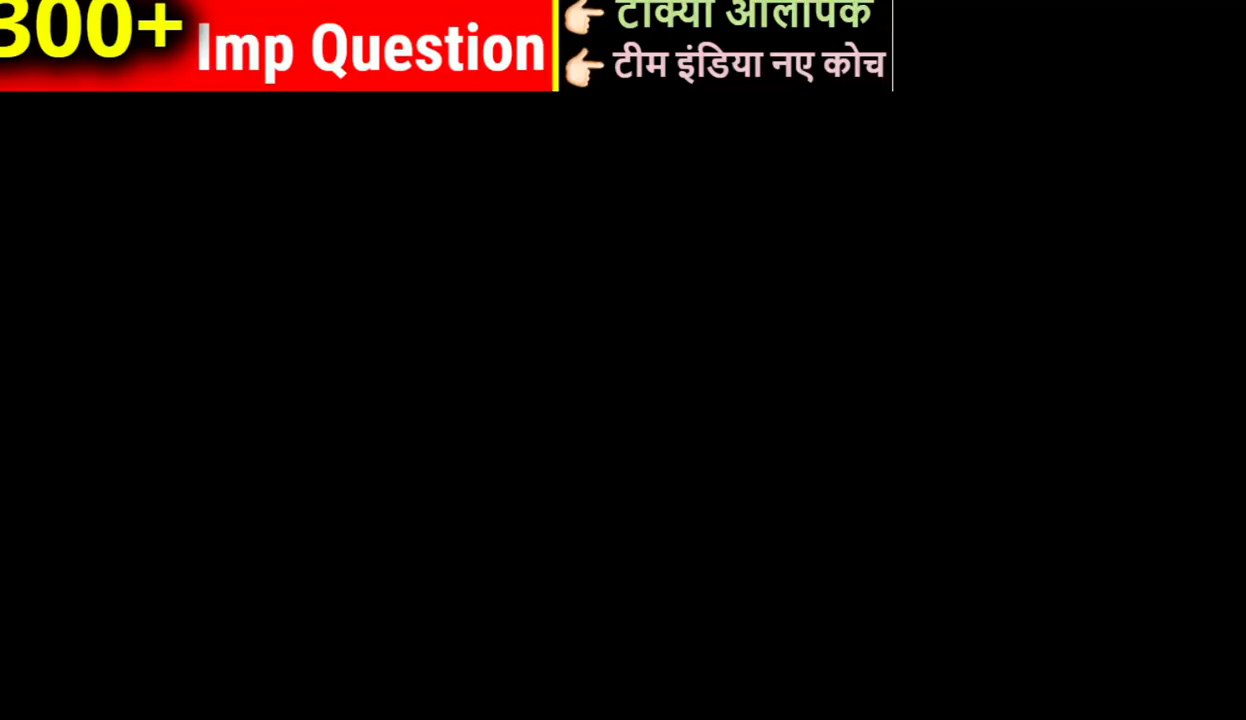 300+ Imp Question
टोक्यो ओलंपिक
टीम इंडिया नए कोच